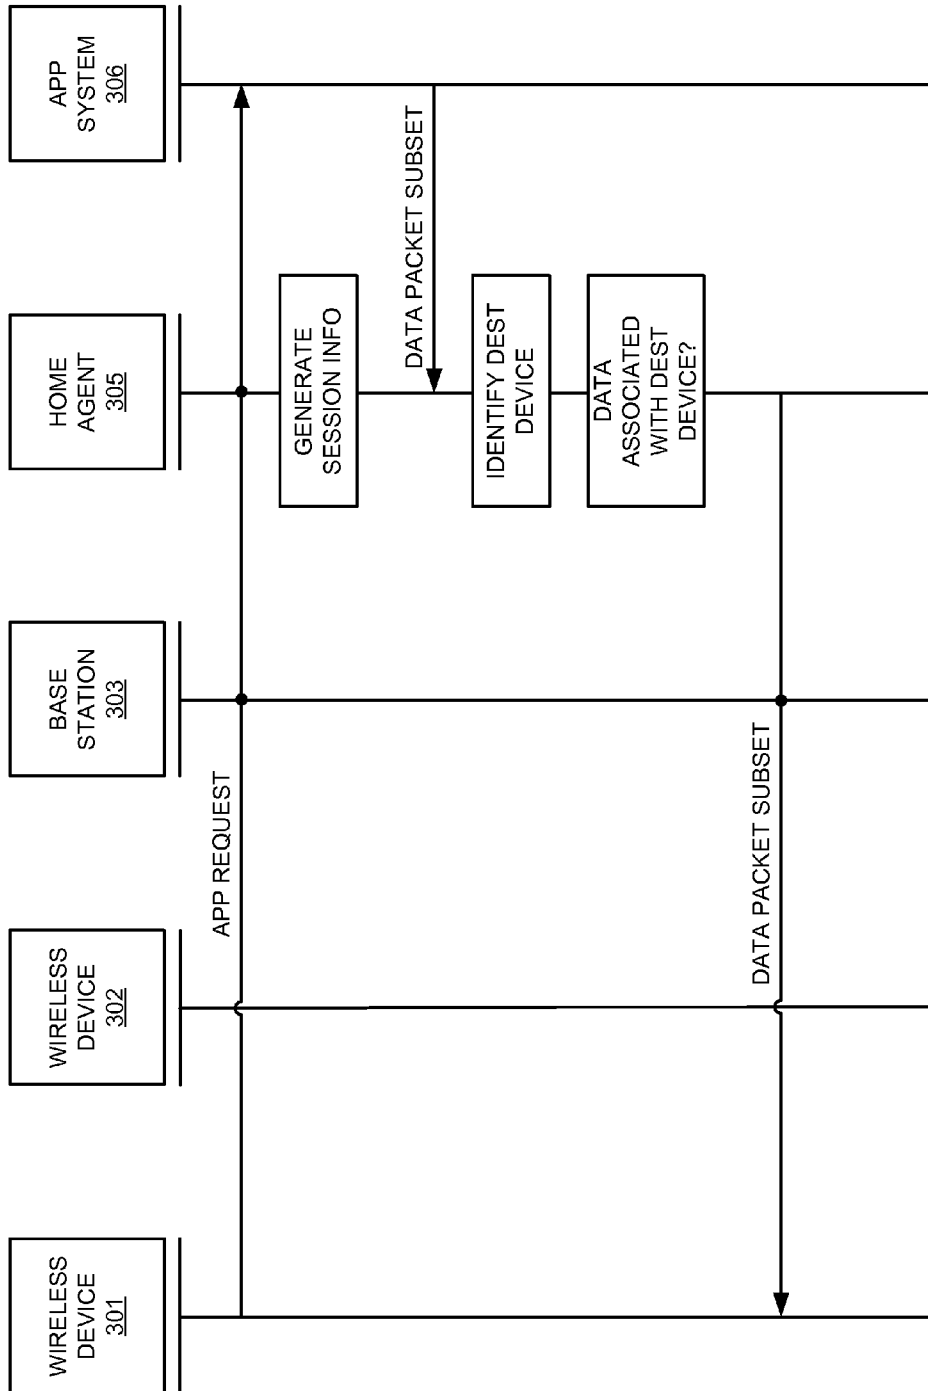 WIRELESS
DEVICE
301
WIRELESS
DEVICE
302
BASE
STATION
303
HOME
AGENT
305
APP
SYSTEM
306
APP REQUEST
GENERATE
SESSION INFO
DATA PACKET SUBSET
IDENTIFY DEST
DEVICE
DATA
ASSOCIATED
WITH DEST
DEVICE?
DATA PACKET SUBSET